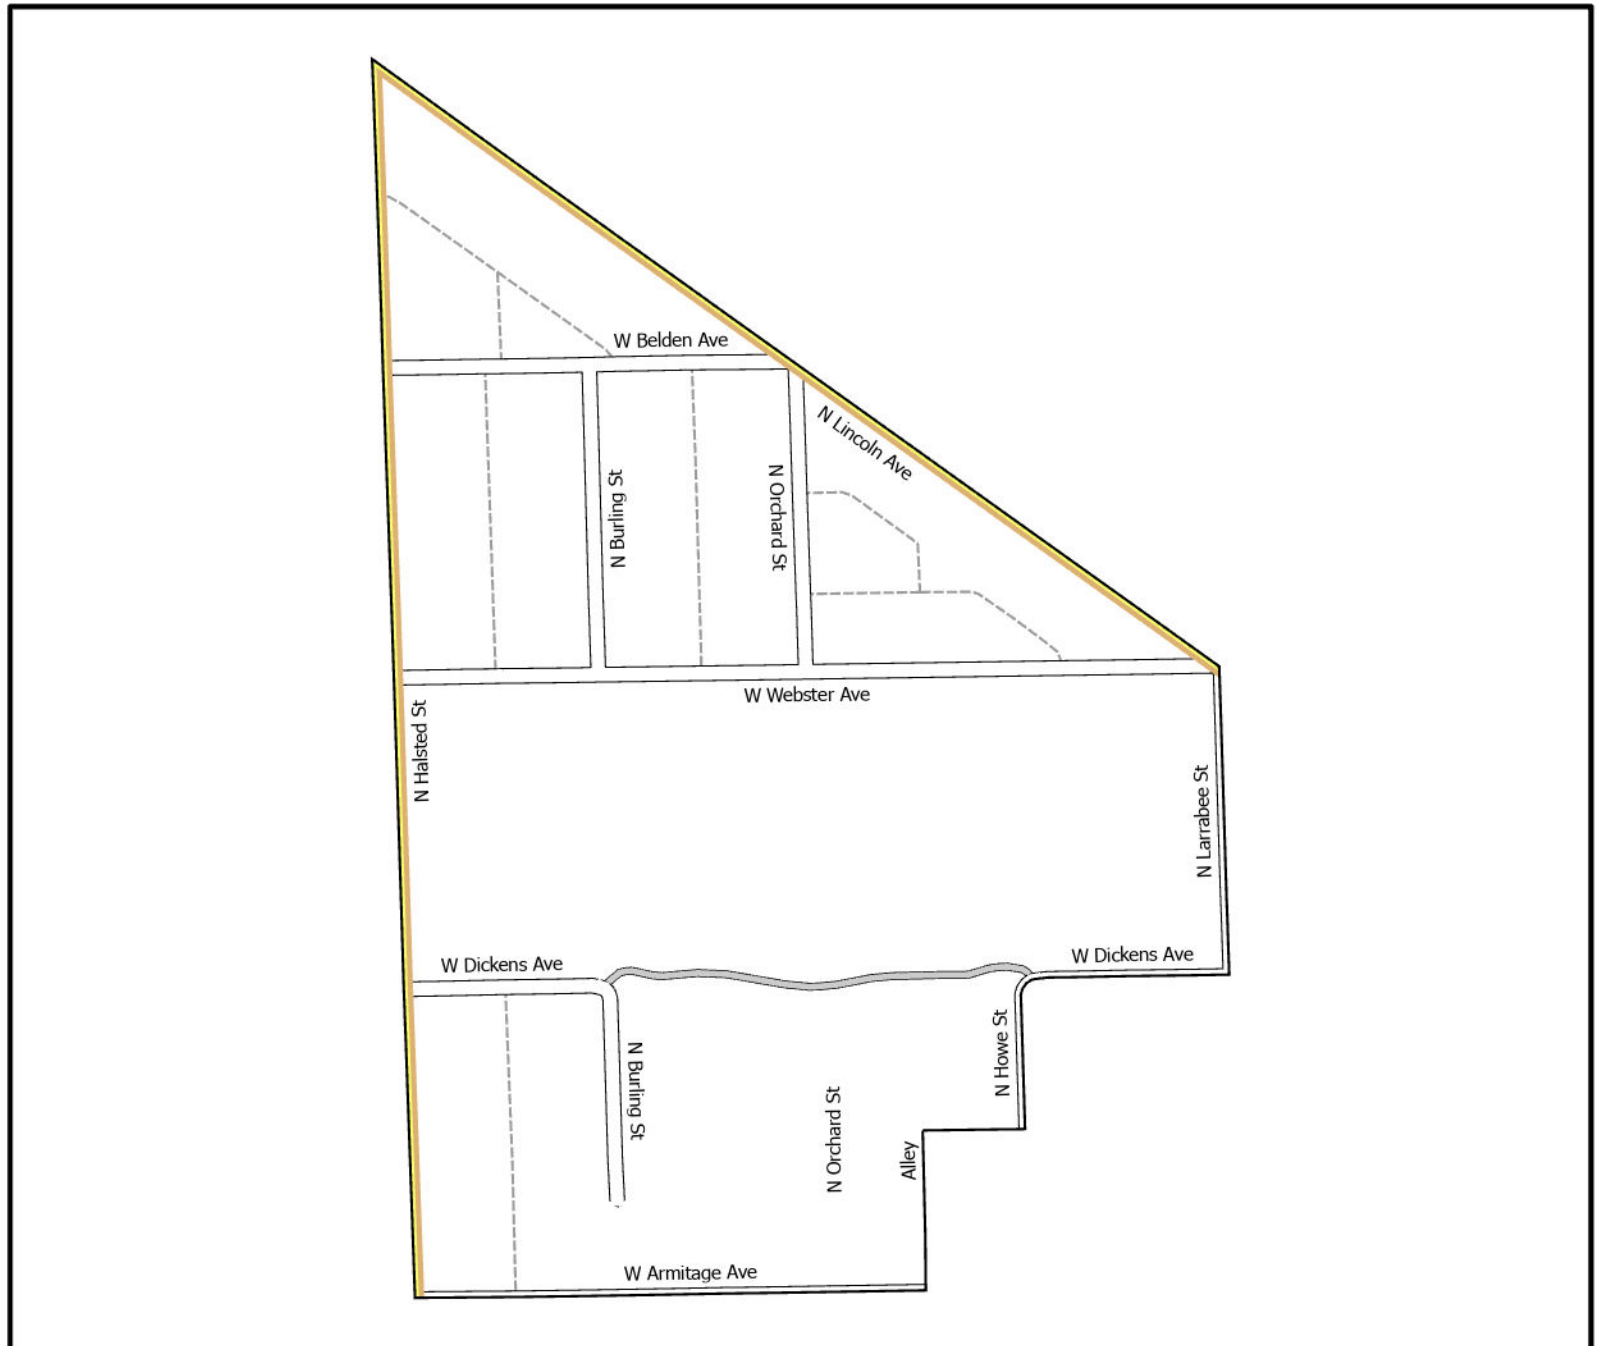 W Belden Ave
N Lincoln Ave
N Burling St
N Orchard St
W Webster Ave
N Halsted St
N Larrabee St
W Dickens Ave
W Dickens Ave
N Howe St
N Burling St
N Orchard St
Alley
W Armitage Ave